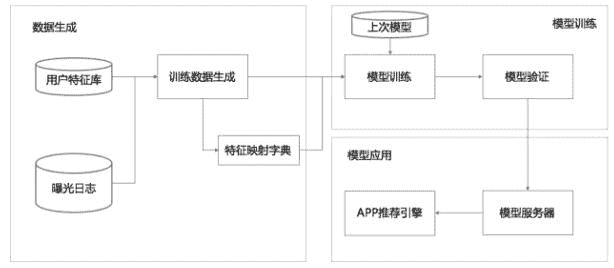 数据生成
用户特征库
曝光日志
训练数据生成
特征映射字典
模型训练
上次模型
模型训练
模型验证
模型应用
APP推荐引擎
模型服务器